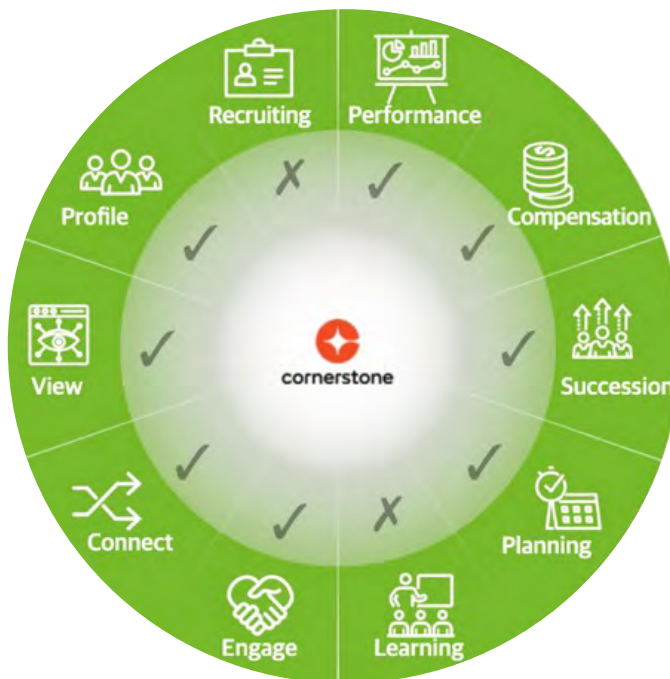 Recruiting
Performance
Profile
Compensation
cornerstone
View
Succession
Connect
Planning
Engage
Learning